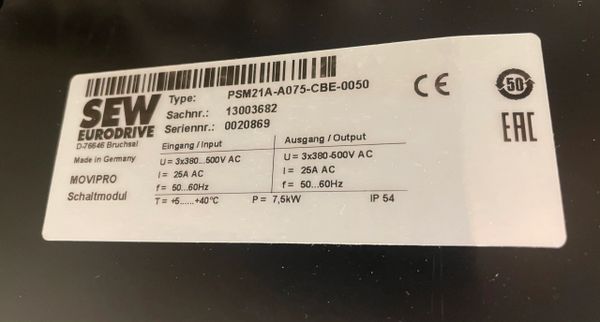 SEW
EURODRIVE
D-76646 Bruchsal
Made in Germany
MOVIPRO
Schaltmodul
Type: PSM21A-A075-CBE-0050
Sachnr.: 13003682
Seriennr.: 0020869
Eingang / Input
U = 3x380...500V AC
I = 25A AC
f = 50...60Hz
T = +5......+40°C
Ausgang / Output
U = 3x380-500V AC
I = 25A AC
f = 50...60Hz
P = 7,5kW
IP 54
CE
50
EAC